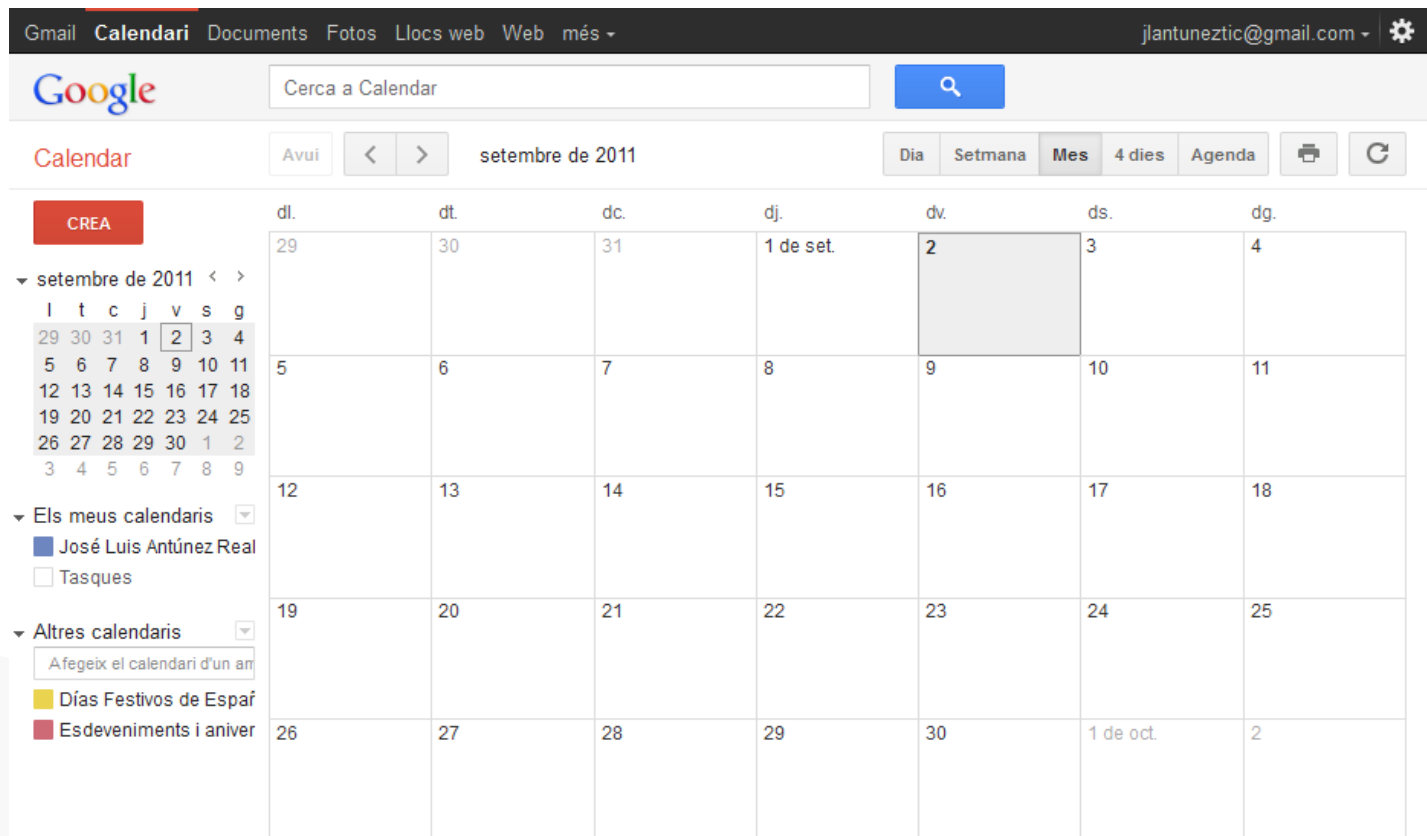 Gmail Calendari Documents Fotos Llocs web Web més jlantuneztic@gmail.com
Google Cerca a Calendar
Calendar Avui < > setembre de 2011 Dia Setmana Mes 4 dies Agenda
CREA
setembre de 2011 < >
l t c j v s g
29 30 31 1 2 3 4
5 6 7 8 9 10 11
12 13 14 15 16 17 18
19 20 21 22 23 24 25
26 27 28 29 30 1 2
3 4 5 6 7 8 9
Els meus calendaris
José Luis Antúnez Real
Tasques
Altres calendaris
Afegeix el calendari d'un am
Días Festivos de Españ
Esdeveniments i aniver
dl. dt. dc. dj. dv. ds. dg.
29 30 31 1 de set. 2 3 4
5 6 7 8 9 10 11
12 13 14 15 16 17 18
19 20 21 22 23 24 25
26 27 28 29 30 1 de oct. 2